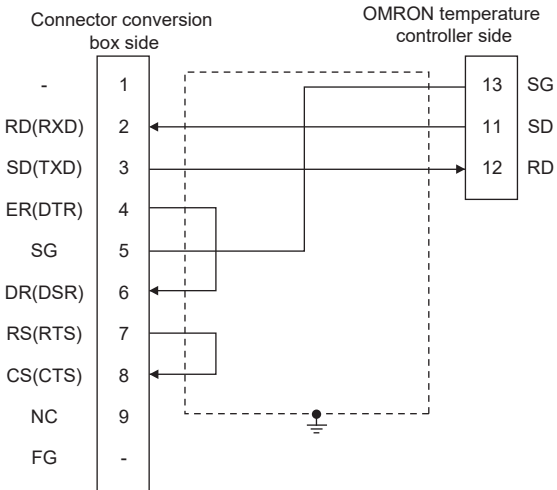 Connector conversion
box side
OMRON temperature
controller side
- 1
RD(RXD) 2
SD(TXD) 3
ER(DTR) 4
SG 5
DR(DSR) 6
RS(RTS) 7
CS(CTS) 8
NC 9
FG -
13 SG
11 SD
12 RD